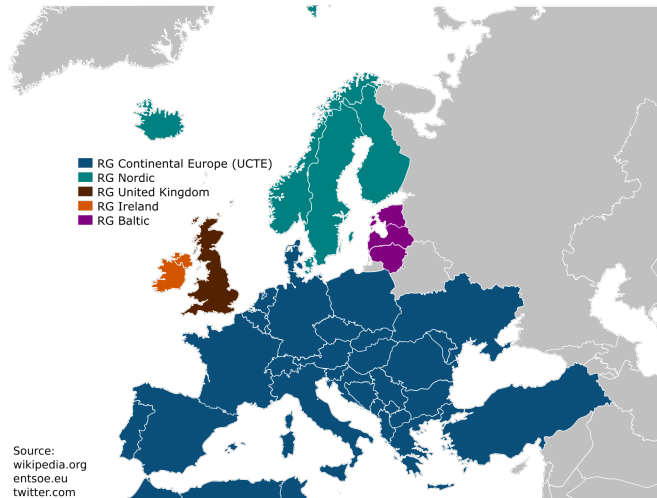 RG Continental Europe (UCTE)
RG Nordic
RG United Kingdom
RG Ireland
RG Baltic
Source:
wikipedia.org
entsoe.eu
twitter.com